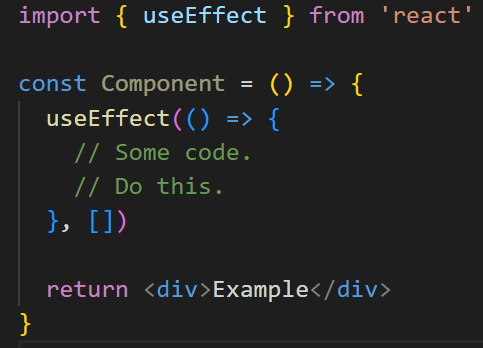 import { useEffect } from 'react'
const Component = () => {
useEffect(() => {
// Some code.
// Do this.
}, [])
return <div>Example</div>
}